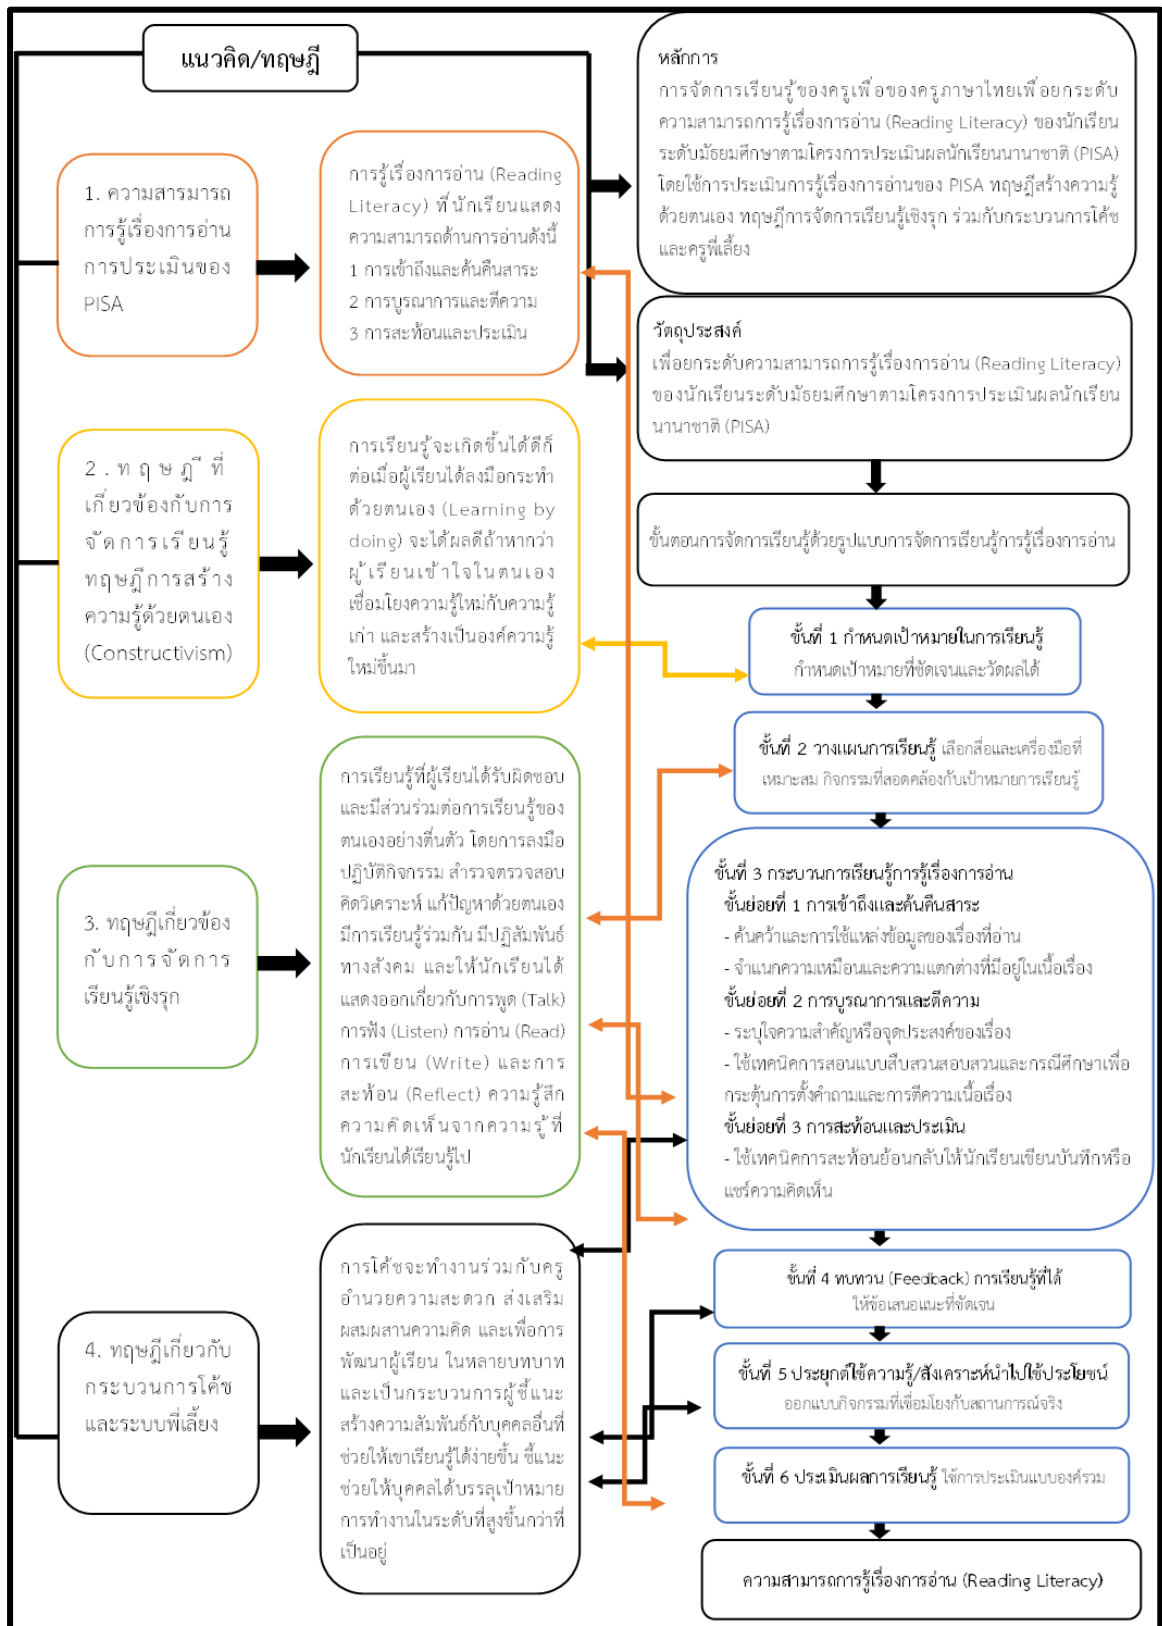 แนวคิด/ทฤษฎี
หลักการ
การจัดการเรียนรู้ของครูเพื่อของครูภาษาไทยเพื่อยกระดับ
ความสามารถการรู้เรื่องการอ่าน (Reading Literacy) ของนักเรียน
ระดับมัธยมศึกษาตามโครงการประเมินผลนักเรียนนานาชาติ (PISA)
โดยใช้การประเมินการรู้เรื่องการอ่านของ PISA ทฤษฎีสร้างความรู้
ด้วยตนเอง ทฤษฎีการจัดการเรียนรู้เชิงรุก ร่วมกับกระบวนการโค้ช
และครูพี่เลี้ยง
1. ความสารมารถ
การรู้เรื่องการอ่าน
การประเมินของ
PISA
การรู้เรื่องการอ่าน (Reading
Literacy) ที่นักเรียนแสดง
ความสามารถด้านการอ่านดังนี้
1 การเข้าถึงและค้นคืนสาระ
2 การบูรณาการและตีความ
3 การสะท้อนและประเมิน
วัตถุประสงค์
เพื่อยกระดับความสามารถการรู้เรื่องการอ่าน (Reading Literacy)
ของนักเรียนระดับมัธยมศึกษาตามโครงการประเมินผลนักเรียน
นานาชาติ (PISA)
2. ทฤษฎีที่
เกี่ยวข้องกับการ
จัดการเรียนรู้
ทฤษฎีการสร้าง
ความรู้ด้วยตนเอง
(Constructivism)
การเรียนรู้จะเกิดขึ้นได้ดีก็
ต่อเมื่อผู้เรียนได้ลงมือกระทำ
ด้วยตนเอง (Learning by
doing) จะได้ผลดีถ้าหากว่า
ผู้เรียนเข้าใจในตนเอง
เชื่อมโยงความรู้ใหม่กับความรู้
เก่า และสร้างเป็นองค์ความรู้
ใหม่ขึ้นมา
ขั้นตอนการจัดการเรียนรู้ด้วยรูปแบบการจัดการเรียนรู้การรู้เรื่องการอ่าน
ขั้นที่ 1 กำหนดเป้าหมายในการเรียนรู้
กำหนดเป้าหมายที่ชัดเจนและวัดผลได้
ขั้นที่ 2 วางแผนการเรียนรู้ เลือกสื่อและเครื่องมือที่
เหมาะสม กิจกรรมที่สอดคล้องกับเป้าหมายการเรียนรู้
3. ทฤษฎีเกี่ยวข้อง
กับการจัดการ
เรียนรู้เชิงรุก
การเรียนรู้ที่ผู้เรียนได้รับผิดชอบ
และมีส่วนร่วมต่อการเรียนรู้ของ
ตนเองอย่างตื่นตัว โดยการลงมือ
ปฏิบัติกิจกรรม สำรวจตรวจสอบ
คิดวิเคราะห์ แก้ปัญหาด้วยตนเอง
มีการเรียนรู้ร่วมกัน มีปฏิสัมพันธ์
ทางสังคม และให้นักเรียนได้
แสดงออกเกี่ยวกับการพูด (Talk)
การฟัง (Listen) การอ่าน (Read)
การเขียน (Write) และการ
สะท้อน (Reflect) ความรู้สึก
ความคิดเห็นจากความรู้ที่
นักเรียนได้เรียนรู้ไป
ขั้นที่ 3 กระบวนการเรียนรู้การรู้เรื่องการอ่าน
ขั้นย่อยที่ 1 การเข้าถึงและค้นคืนสาระ
- ค้นคว้าและการใช้แหล่งข้อมูลของเรื่องที่อ่าน
- จำแนกความเหมือนและความแตกต่างที่มีอยู่ในเนื้อเรื่อง
ขั้นย่อยที่ 2 การบูรณาการและตีความ
- ระบุใจความสำคัญหรือจุดประสงค์ของเรื่อง
- ใช้เทคนิคการสอนแบบสืบสวนสอบสวนและกรณีศึกษาเพื่อ
กระตุ้นการตั้งคำถามและการตีความเนื้อเรื่อง
ขั้นย่อยที่ 3 การสะท้อนและประเมิน
- ใช้เทคนิคการสะท้อนย้อนกลับให้นักเรียนเขียนบันทึกหรือ
แชร์ความคิดเห็น
4. ทฤษฎีเกี่ยวกับ
กระบวนการโค้ช
และระบบพี่เลี้ยง
การโค้ชจะทำงานร่วมกับครู
อำนวยความสะดวก ส่งเสริม
ผสมผสานความคิด และเพื่อการ
พัฒนาผู้เรียน ในหลายบทบาท
และเป็นกระบวนการผู้ชี้แนะ
สร้างความสัมพันธ์กับบุคคลอื่นที่
ช่วยให้เขาเรียนรู้ได้ง่ายขึ้น ชี้แนะ
ช่วยให้บุคคลได้บรรลุเป้าหมาย
การทำงานในระดับที่สูงขึ้นกว่าที่
เป็นอยู่
ขั้นที่ 4 ทบทวน (Feedback) การเรียนรู้ที่ได้
ให้ข้อเสนอแนะที่ชัดเจน
ขั้นที่ 5 ประยุกต์ใช้ความรู้/สังเคราะห์นำไปใช้ประโยชน์
ออกแบบกิจกรรมที่เชื่อมโยงกับสถานการณ์จริง
ขั้นที่ 6 ประเมินผลการเรียนรู้ ใช้การประเมินแบบองค์รวม
ความสามารถการรู้เรื่องการอ่าน (Reading Literacy)